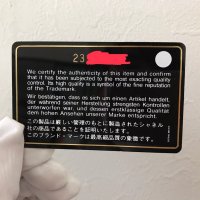 23
We certify the authenticity of this item and confirm
that it has been subjected to the most exacting quality
control. Its high quality is a symbol of the fine reputation
of the Trademark.
Wir bestätigen, dass es sich um einen Artikel handelt,
der während seiner Herstellung strengsten Kontrollen
unterworfen war, und dessen erstklassige Qualität
dem hohen Ansehen unserer Marke entspricht.
この製品は厳しい管理のもとに製造されたシャネル
社の製品であることを証明いたします。
このブランド・マークは最高級品質の象徴です。